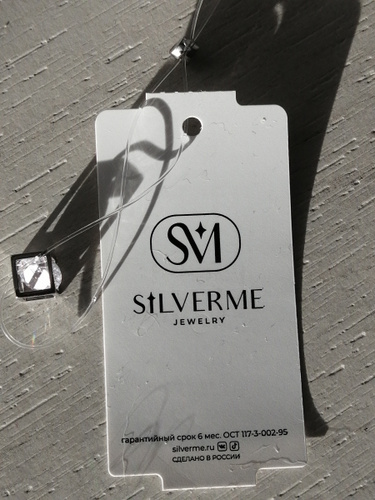 SM
SILVERME
JEWELRY
гарантийный срок 6 мес. ОСТ 117-3-002-95
silverme.ru
СДЕЛАНО В РОССИИ